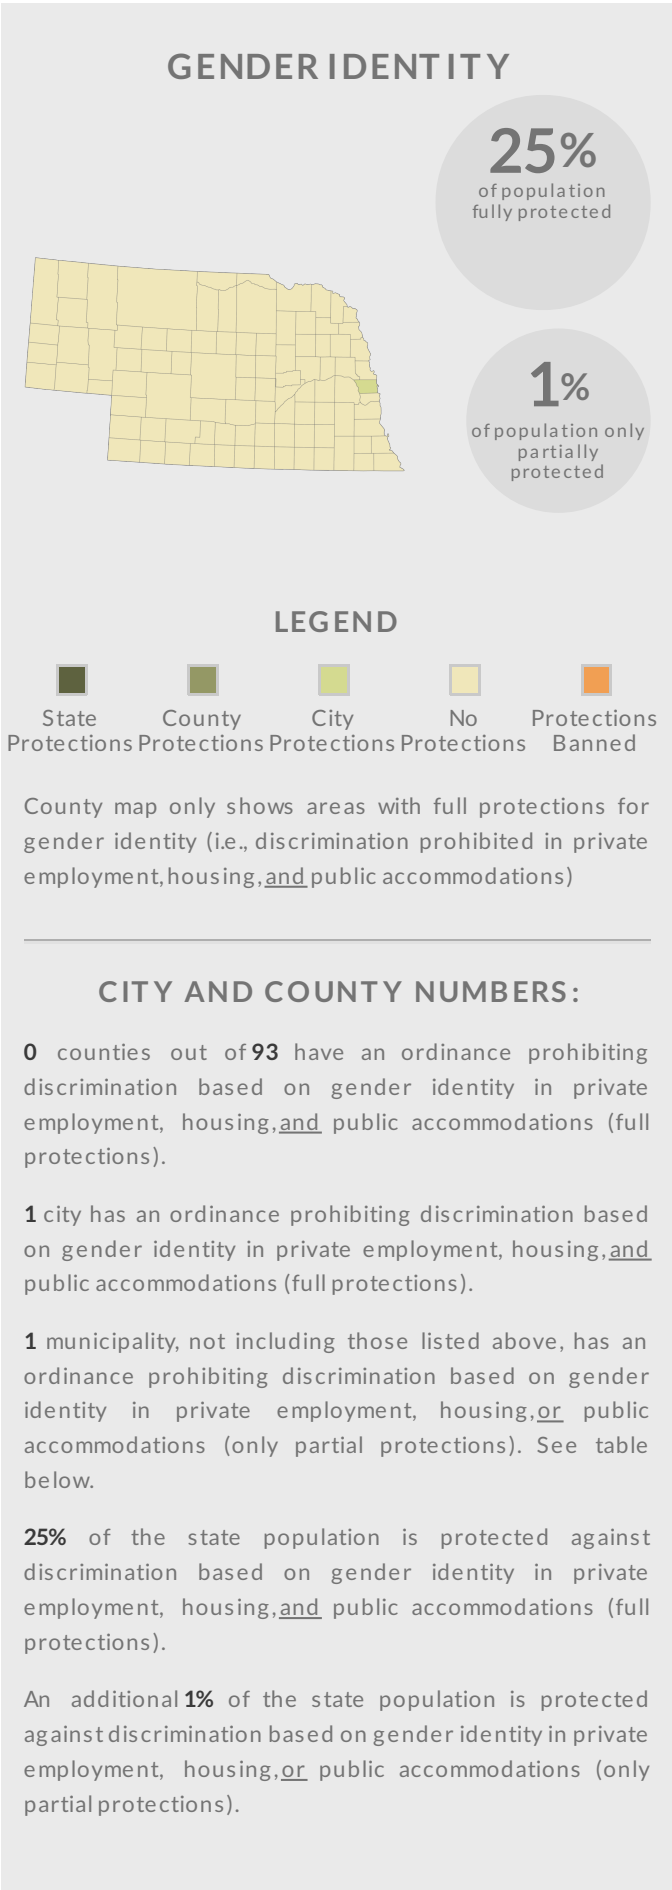 GENDER IDENTITY
25%
of population
fully protected
1%
of population only
partially
protected
LEGEND
State
Protections
County
Protections
City
Protections
No
Protections
Protections
Banned
County map only shows areas with full protections for
gender identity (i.e., discrimination prohibited in private
employment, housing, and public accommodations)
CITY AND COUNTY NUMBERS:
0 counties out of 93 have an ordinance prohibiting
discrimination based on gender identity in private
employment, housing, and public accommodations (full
protections).
1 city has an ordinance prohibiting discrimination based
on gender identity in private employment, housing, and
public accommodations (full protections).
1 municipality, not including those listed above, has an
ordinance prohibiting discrimination based on gender
identity in private employment, housing, or public
accommodations (only partial protections). See table
below.
25% of the state population is protected against
discrimination based on gender identity in private
employment, housing, and public accommodations (full
protections).
An additional 1% of the state population is protected
against discrimination based on gender identity in private
employment, housing, or public accommodations (only
partial protections).